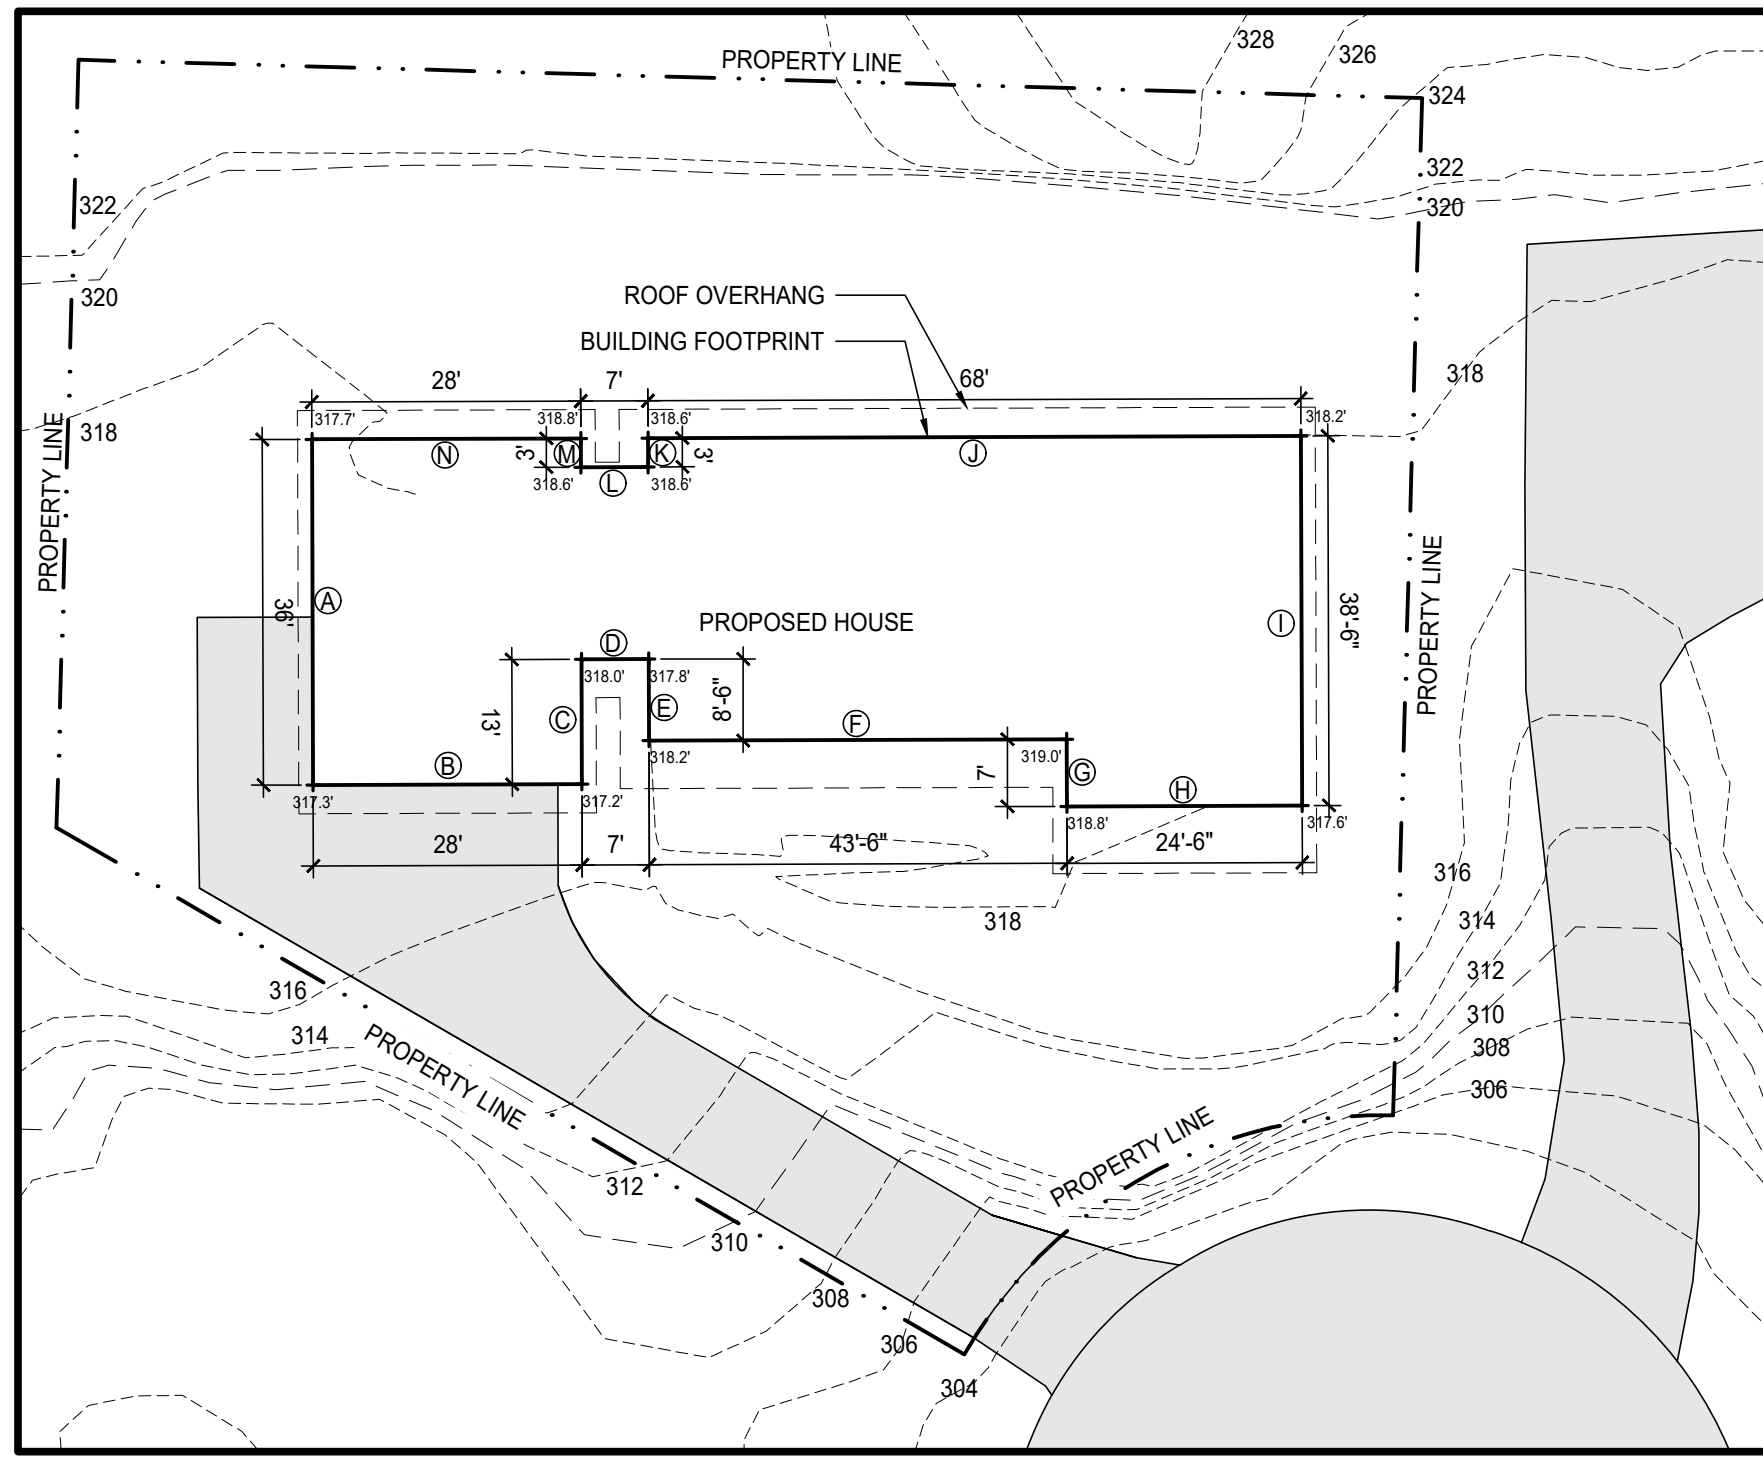 328
326
PROPERTY LINE
324
322
322
320
320
ROOF OVERHANG
BUILDING FOOTPRINT
28'
7'
68'
318
317.7'
318.8'
318.6'
318.2'
318
PROPERTY LINE
N
3'
M
K
3'
J
318.6'
L
318.6'
36'
A
PROPOSED HOUSE
I
38'-6"
PROPERTY LINE
D
318.0'
317.8'
13'
C
E
8'-6"
F
318.2'
319.0'
B
7'
G
H
317.3'
317.2'
318.8'
317.6'
28'
7'
43'-6"
24'-6"
316
318
314
312
316
310
314
308
PROPERTY LINE
306
PROPERTY LINE
312
310
308
306
304